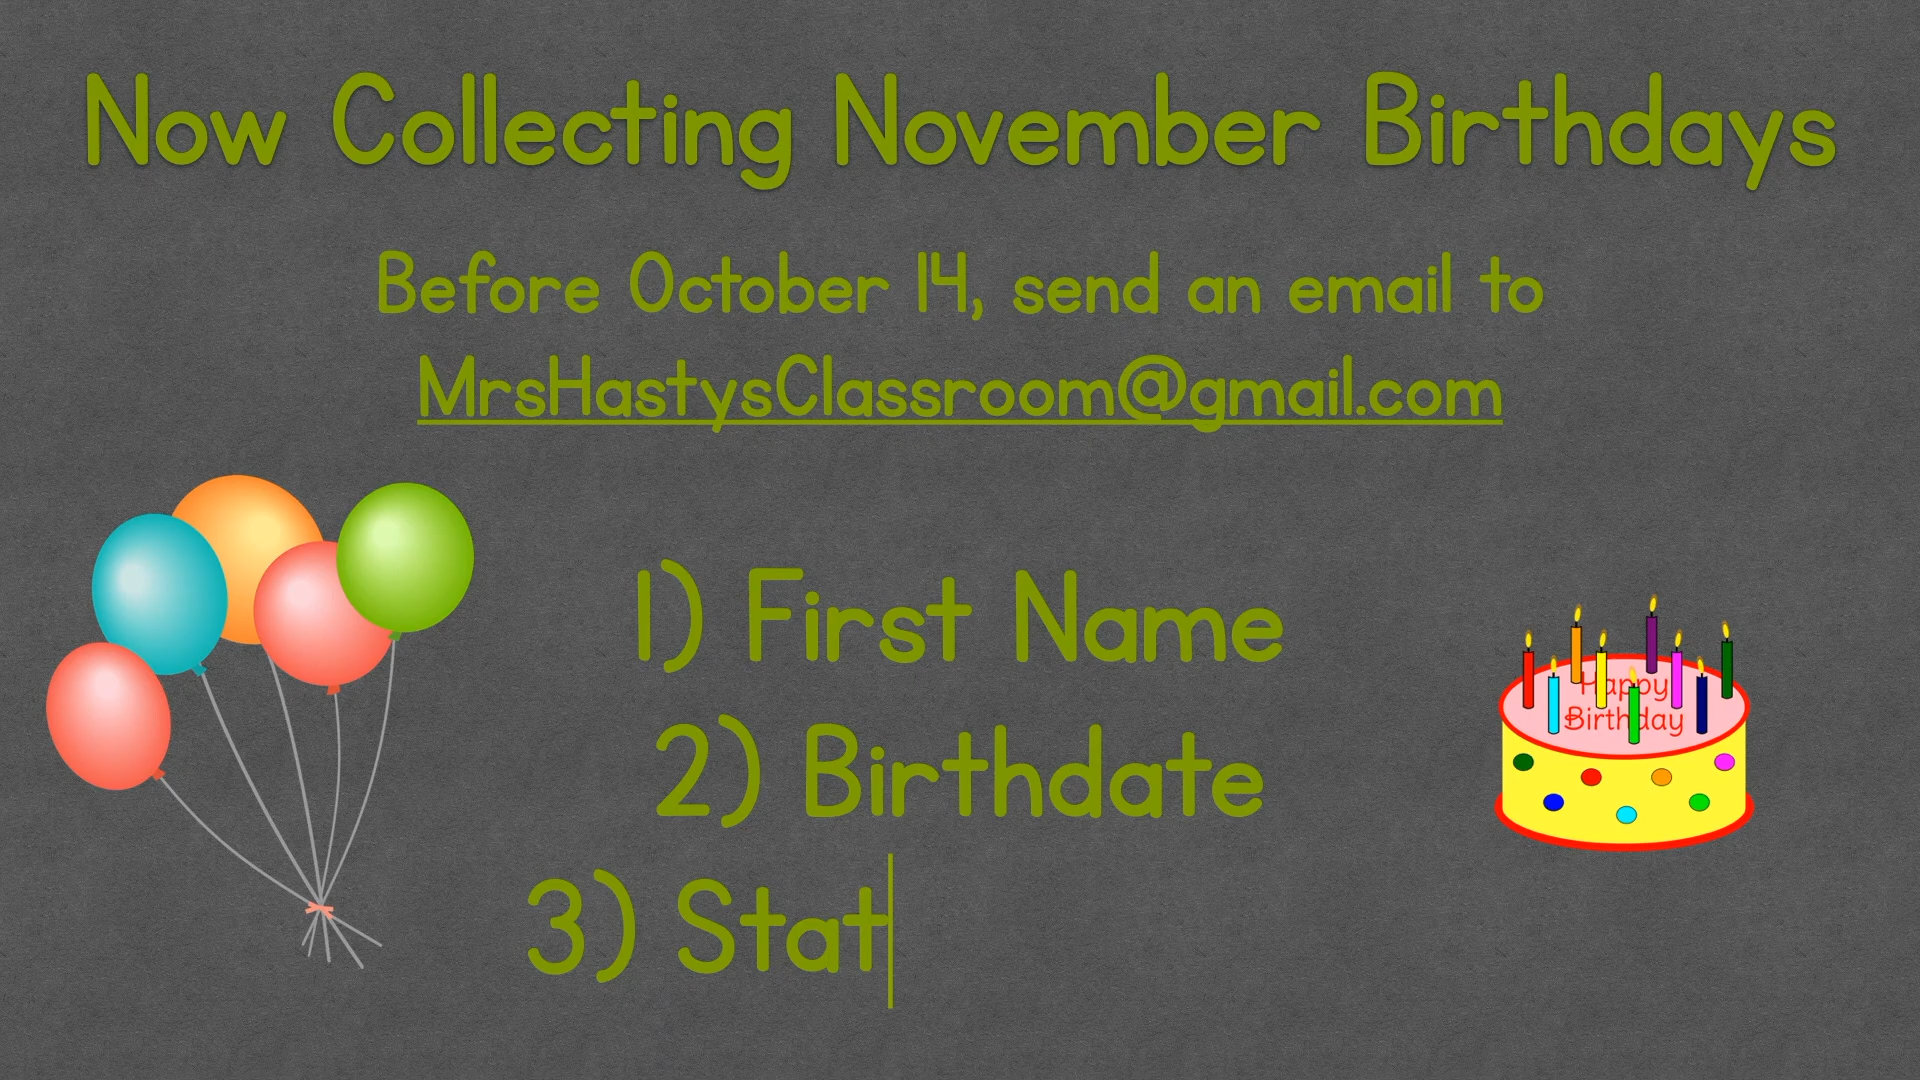 Now Collecting November Birthdays
Before October 14, send an email to
MrsHastysClassroom@gmail.com
1) First Name
2) Birthdate
3) Stat
Happy
Birthday